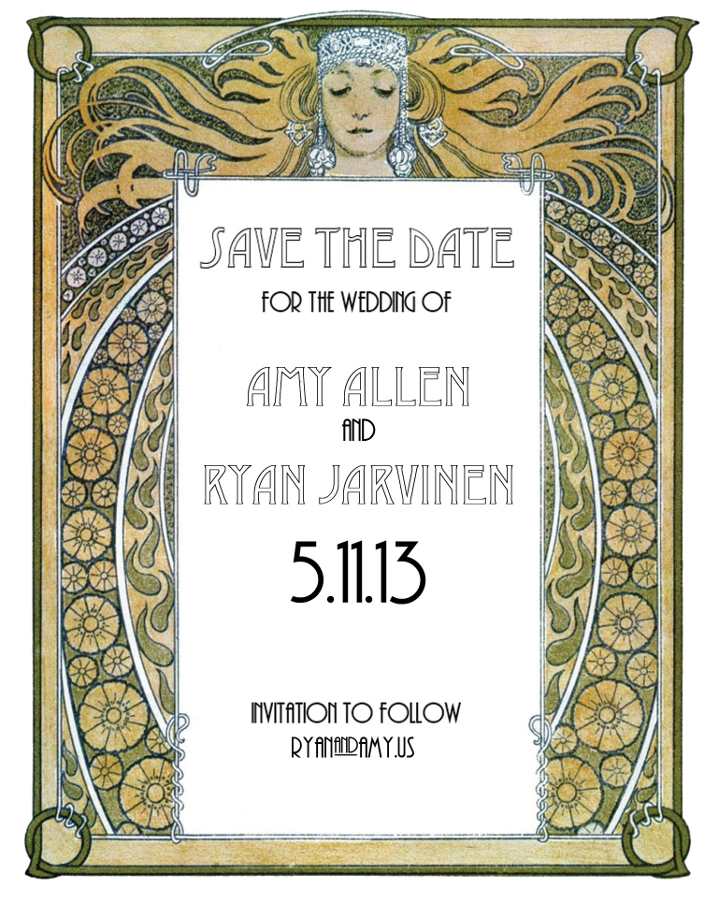 SAVE THE DATE
FOR THE WEDDING OF
AMY ALLEN
AND
RYAN JARVINEN
5.11.13
INVITATION TO FOLLOW
RYANANDAMY.US